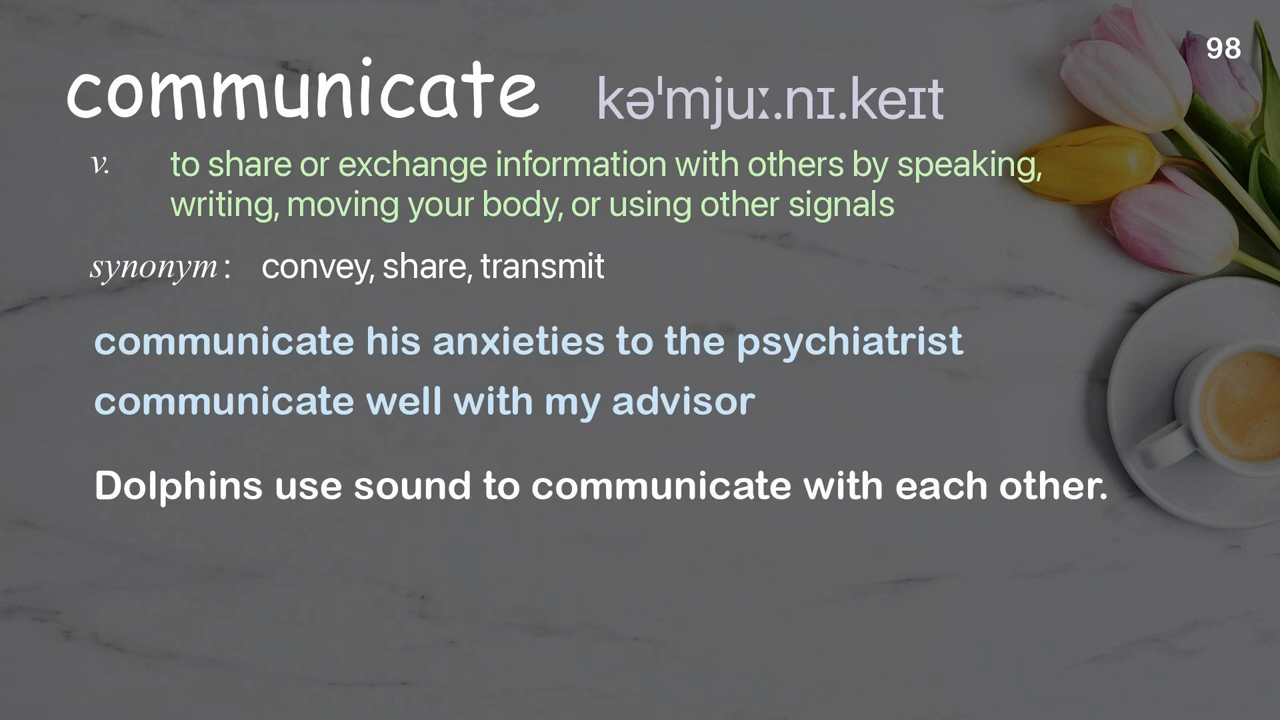 98
communicate kəˈmjuː.nɪ.keɪt
v. to share or exchange information with others by speaking,
writing, moving your body, or using other signals
synonym: convey, share, transmit
communicate his anxieties to the psychiatrist
communicate well with my advisor
Dolphins use sound to communicate with each other.